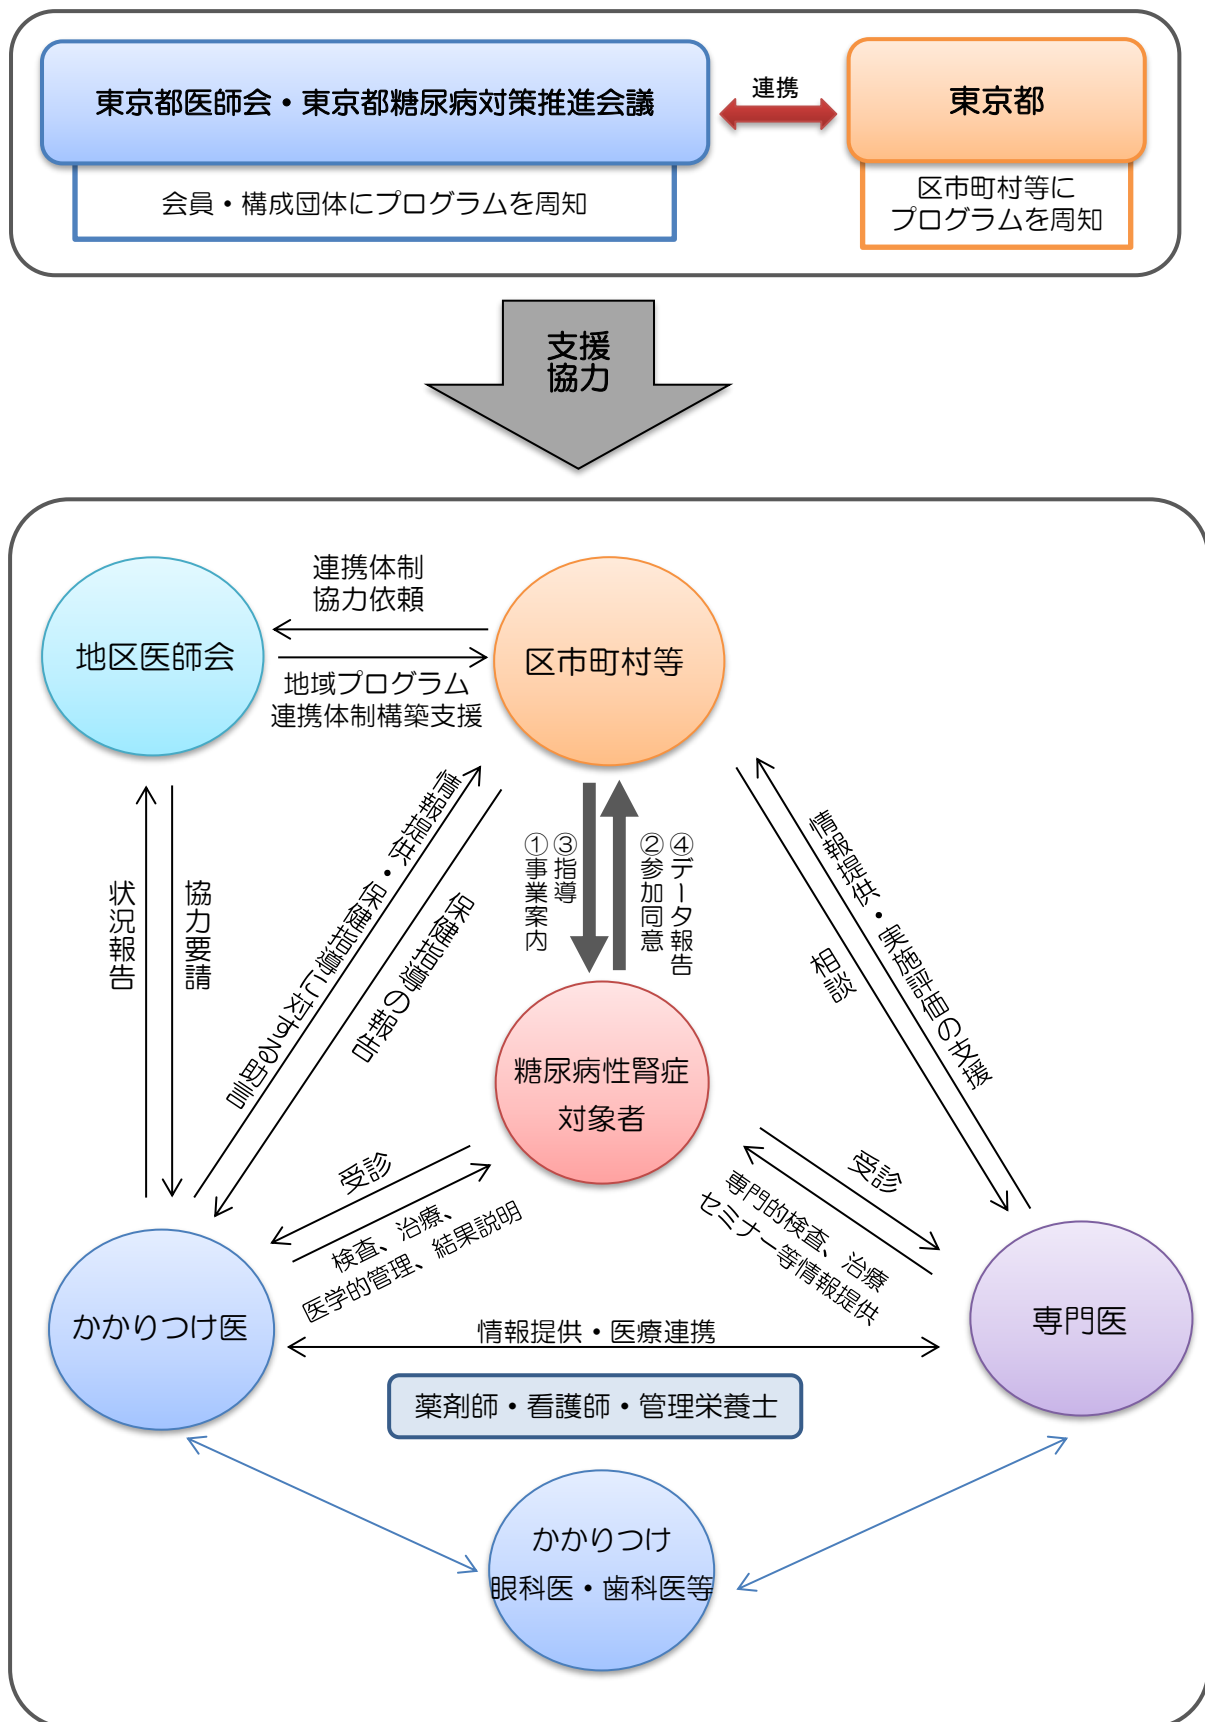 東京都医師会・東京都糖尿病対策推進会議
連携
東京都
会員・構成団体にプログラムを周知
区市町村等に
プログラムを周知
支援
協力
地区医師会
連携体制
協力依頼
区市町村等
地域プログラム
連携体制構築支援
状況報告
協力要請
情報提供・保健指導に対する助言
保健指導の報告
①事業案内
③指導
②参加同意
④データ報告
相談
情報提供・実施評価の支援
糖尿病性腎症
対象者
受診
検査、治療、
医学的管理、結果説明
受診
専門的検査、治療
セミナー等情報提供
かかりつけ医
情報提供・医療連携
専門医
薬剤師・看護師・管理栄養士
かかりつけ
眼科医・歯科医等